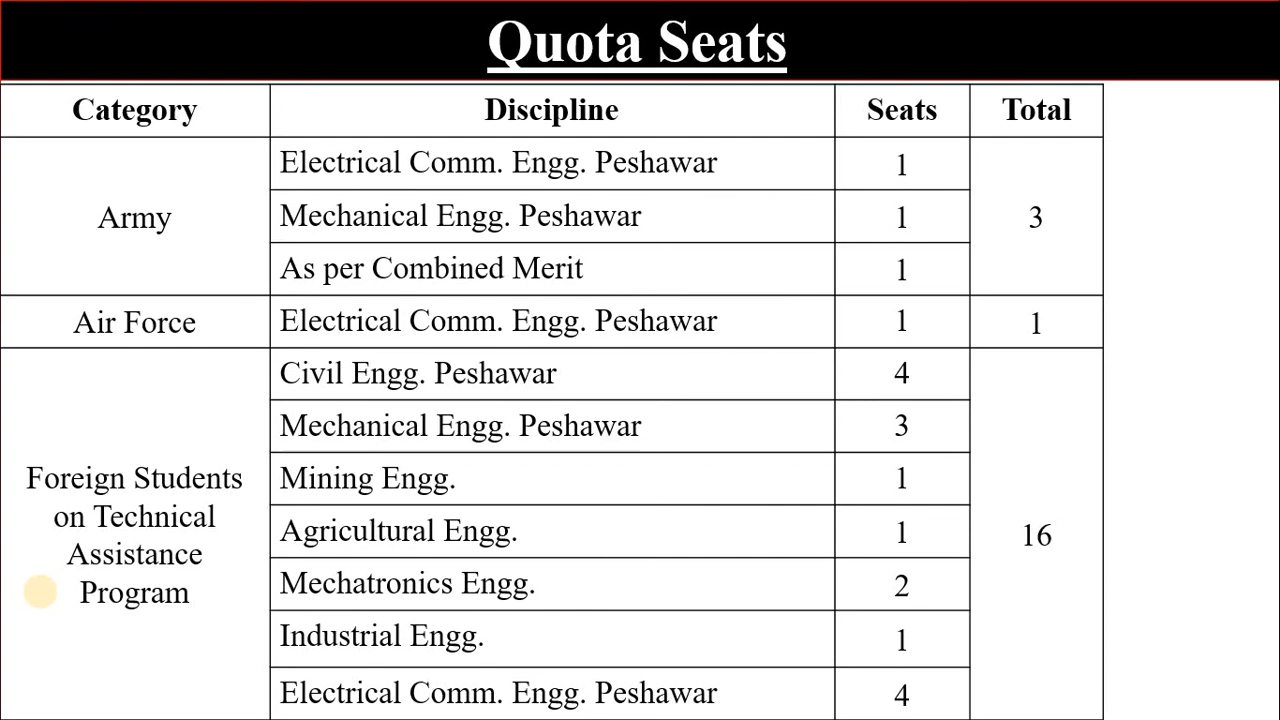 Quota Seats
Category Discipline Seats Total
Army
Electrical Comm. Engg. Peshawar 1
Mechanical Engg. Peshawar 1
As per Combined Merit 1
3
Air Force Electrical Comm. Engg. Peshawar 1 1
Foreign Students
on Technical
Assistance
Program
Civil Engg. Peshawar 4
Mechanical Engg. Peshawar 3
Mining Engg. 1
Agricultural Engg. 1
Mechatronics Engg. 2
Industrial Engg. 1
Electrical Comm. Engg. Peshawar 4
16